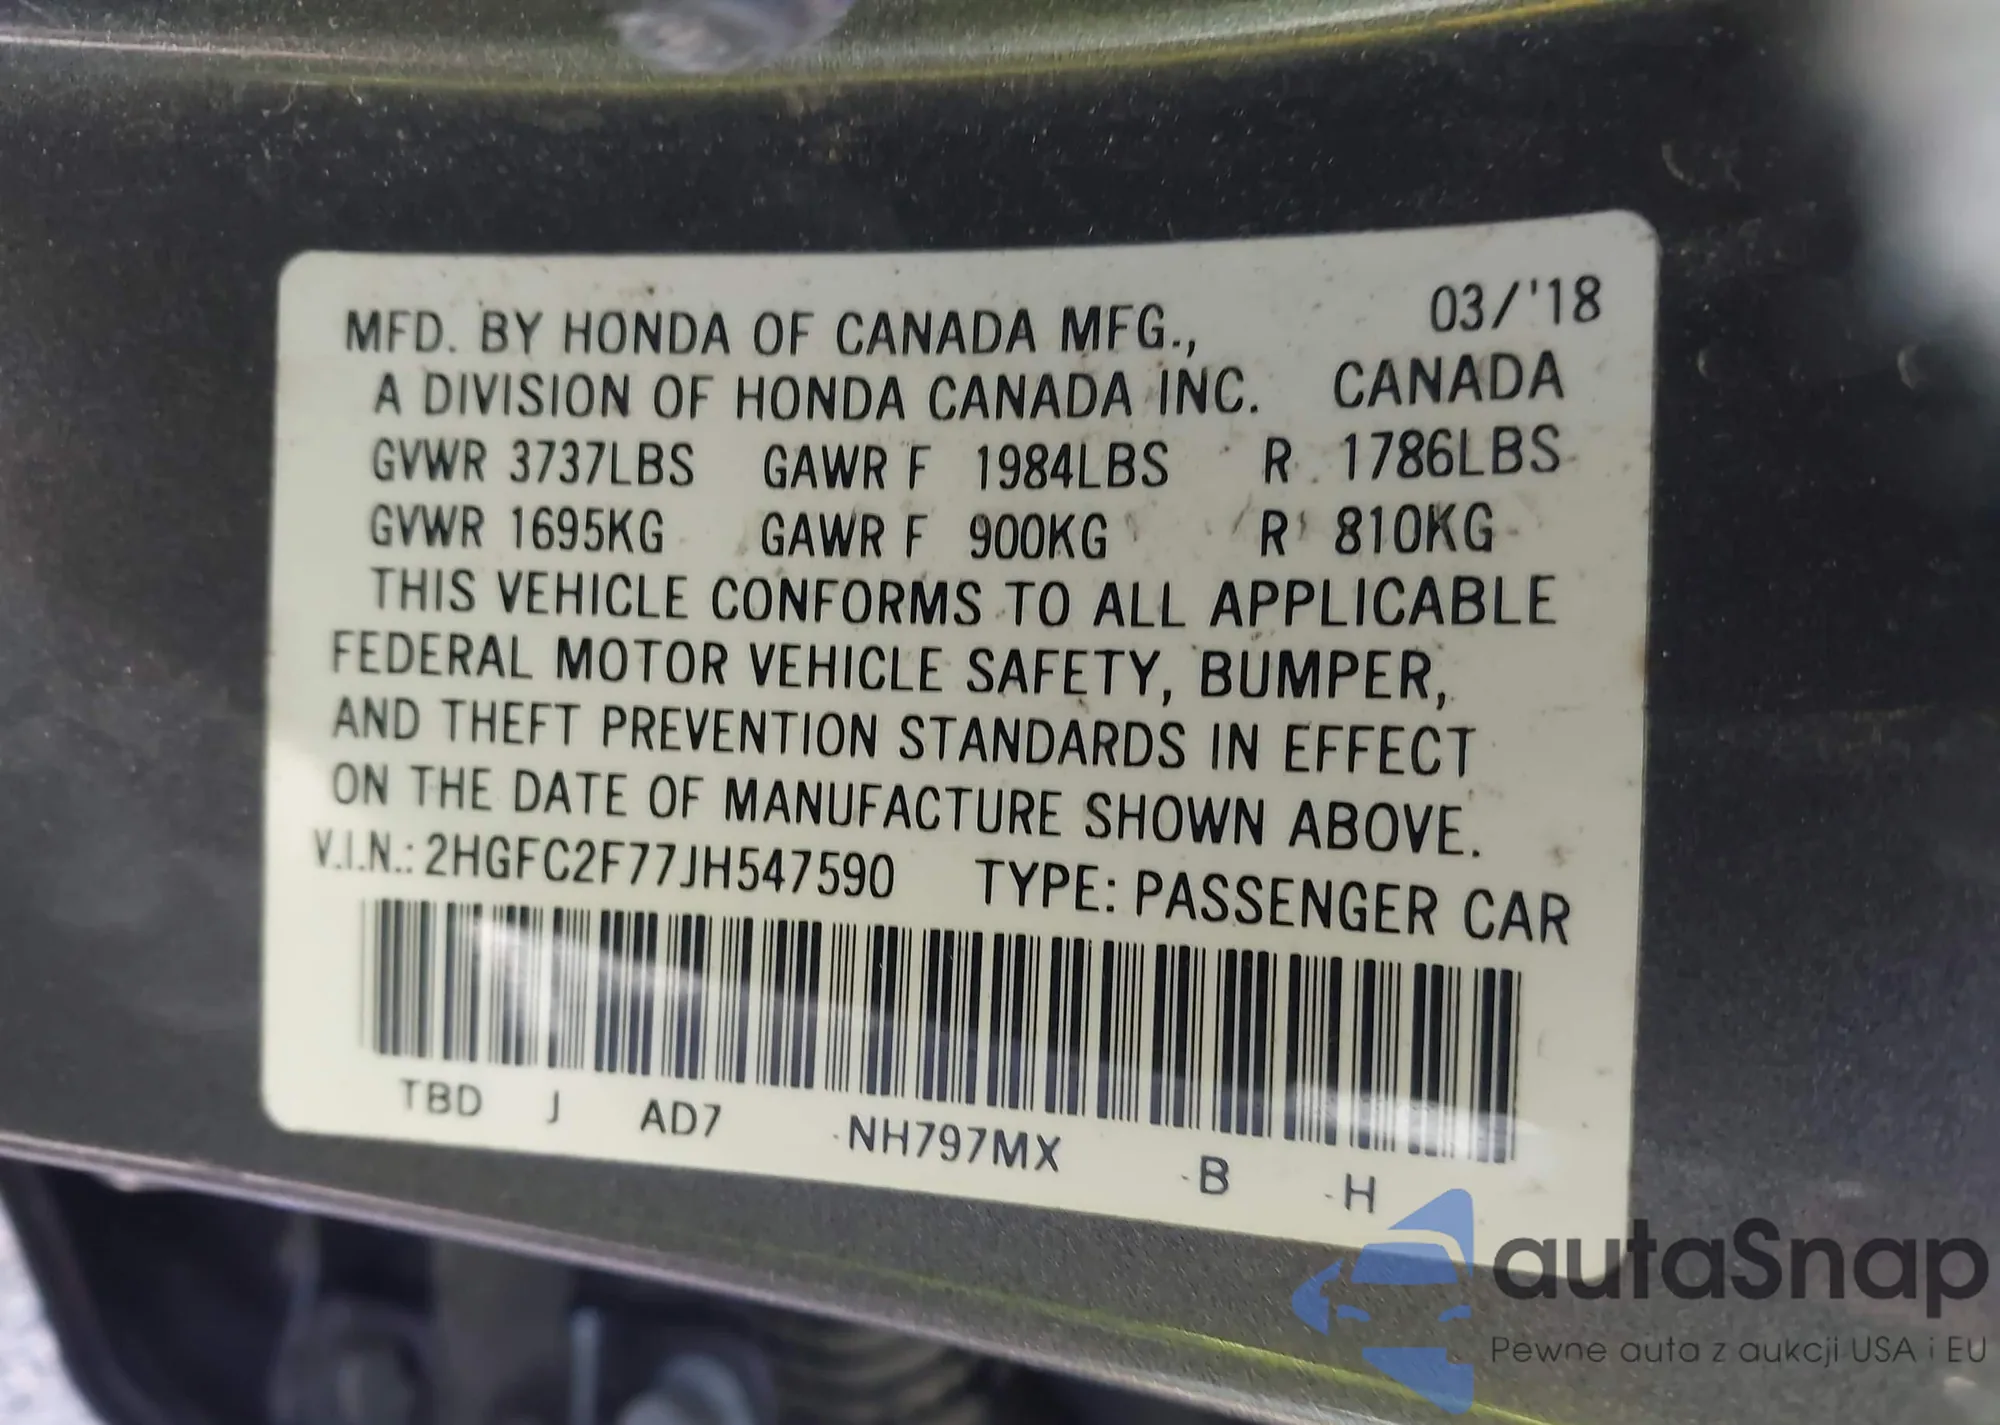 03/'18
MFD. BY HONDA OF CANADA MFG.,
A DIVISION OF HONDA CANADA INC. CANADA
GVWR 3737LBS GAWR F 1984LBS R 1786LBS
GVWR 1695KG GAWR F 900KG R 810KG
THIS VEHICLE CONFORMS TO ALL APPLICABLE
FEDERAL MOTOR VEHICLE SAFETY, BUMPER,
AND THEFT PREVENTION STANDARDS IN EFFECT
ON THE DATE OF MANUFACTURE SHOWN ABOVE.
V.I.N.: 2HGFC2F77JH547590 TYPE: PASSENGER CAR
TBD J AD7 NH797MX B H
autaSnap
Pewne auta z aukcji USA i EU